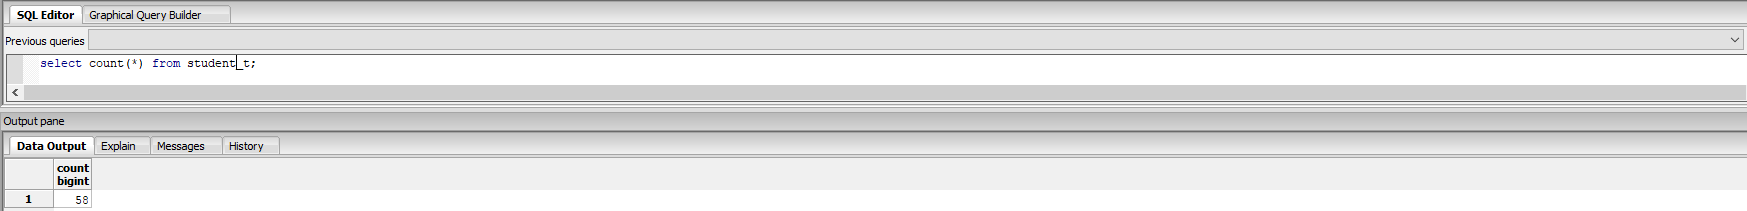 SQL Editor Graphical Query Builder
Previous queries
select count(*) from student_t;
Output pane
Data Output Explain Messages History
count
bigint
1 58